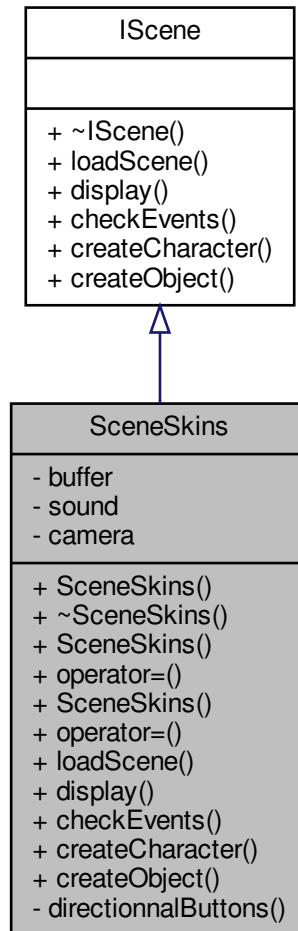 IScene
+ ~IScene()
+ loadScene()
+ display()
+ checkEvents()
+ createCharacter()
+ createObject()
SceneSkins
- buffer
- sound
- camera
+ SceneSkins()
+ ~SceneSkins()
+ SceneSkins()
+ operator=()
+ SceneSkins()
+ operator=()
+ loadScene()
+ display()
+ checkEvents()
+ createCharacter()
+ createObject()
- directionnalButtons()